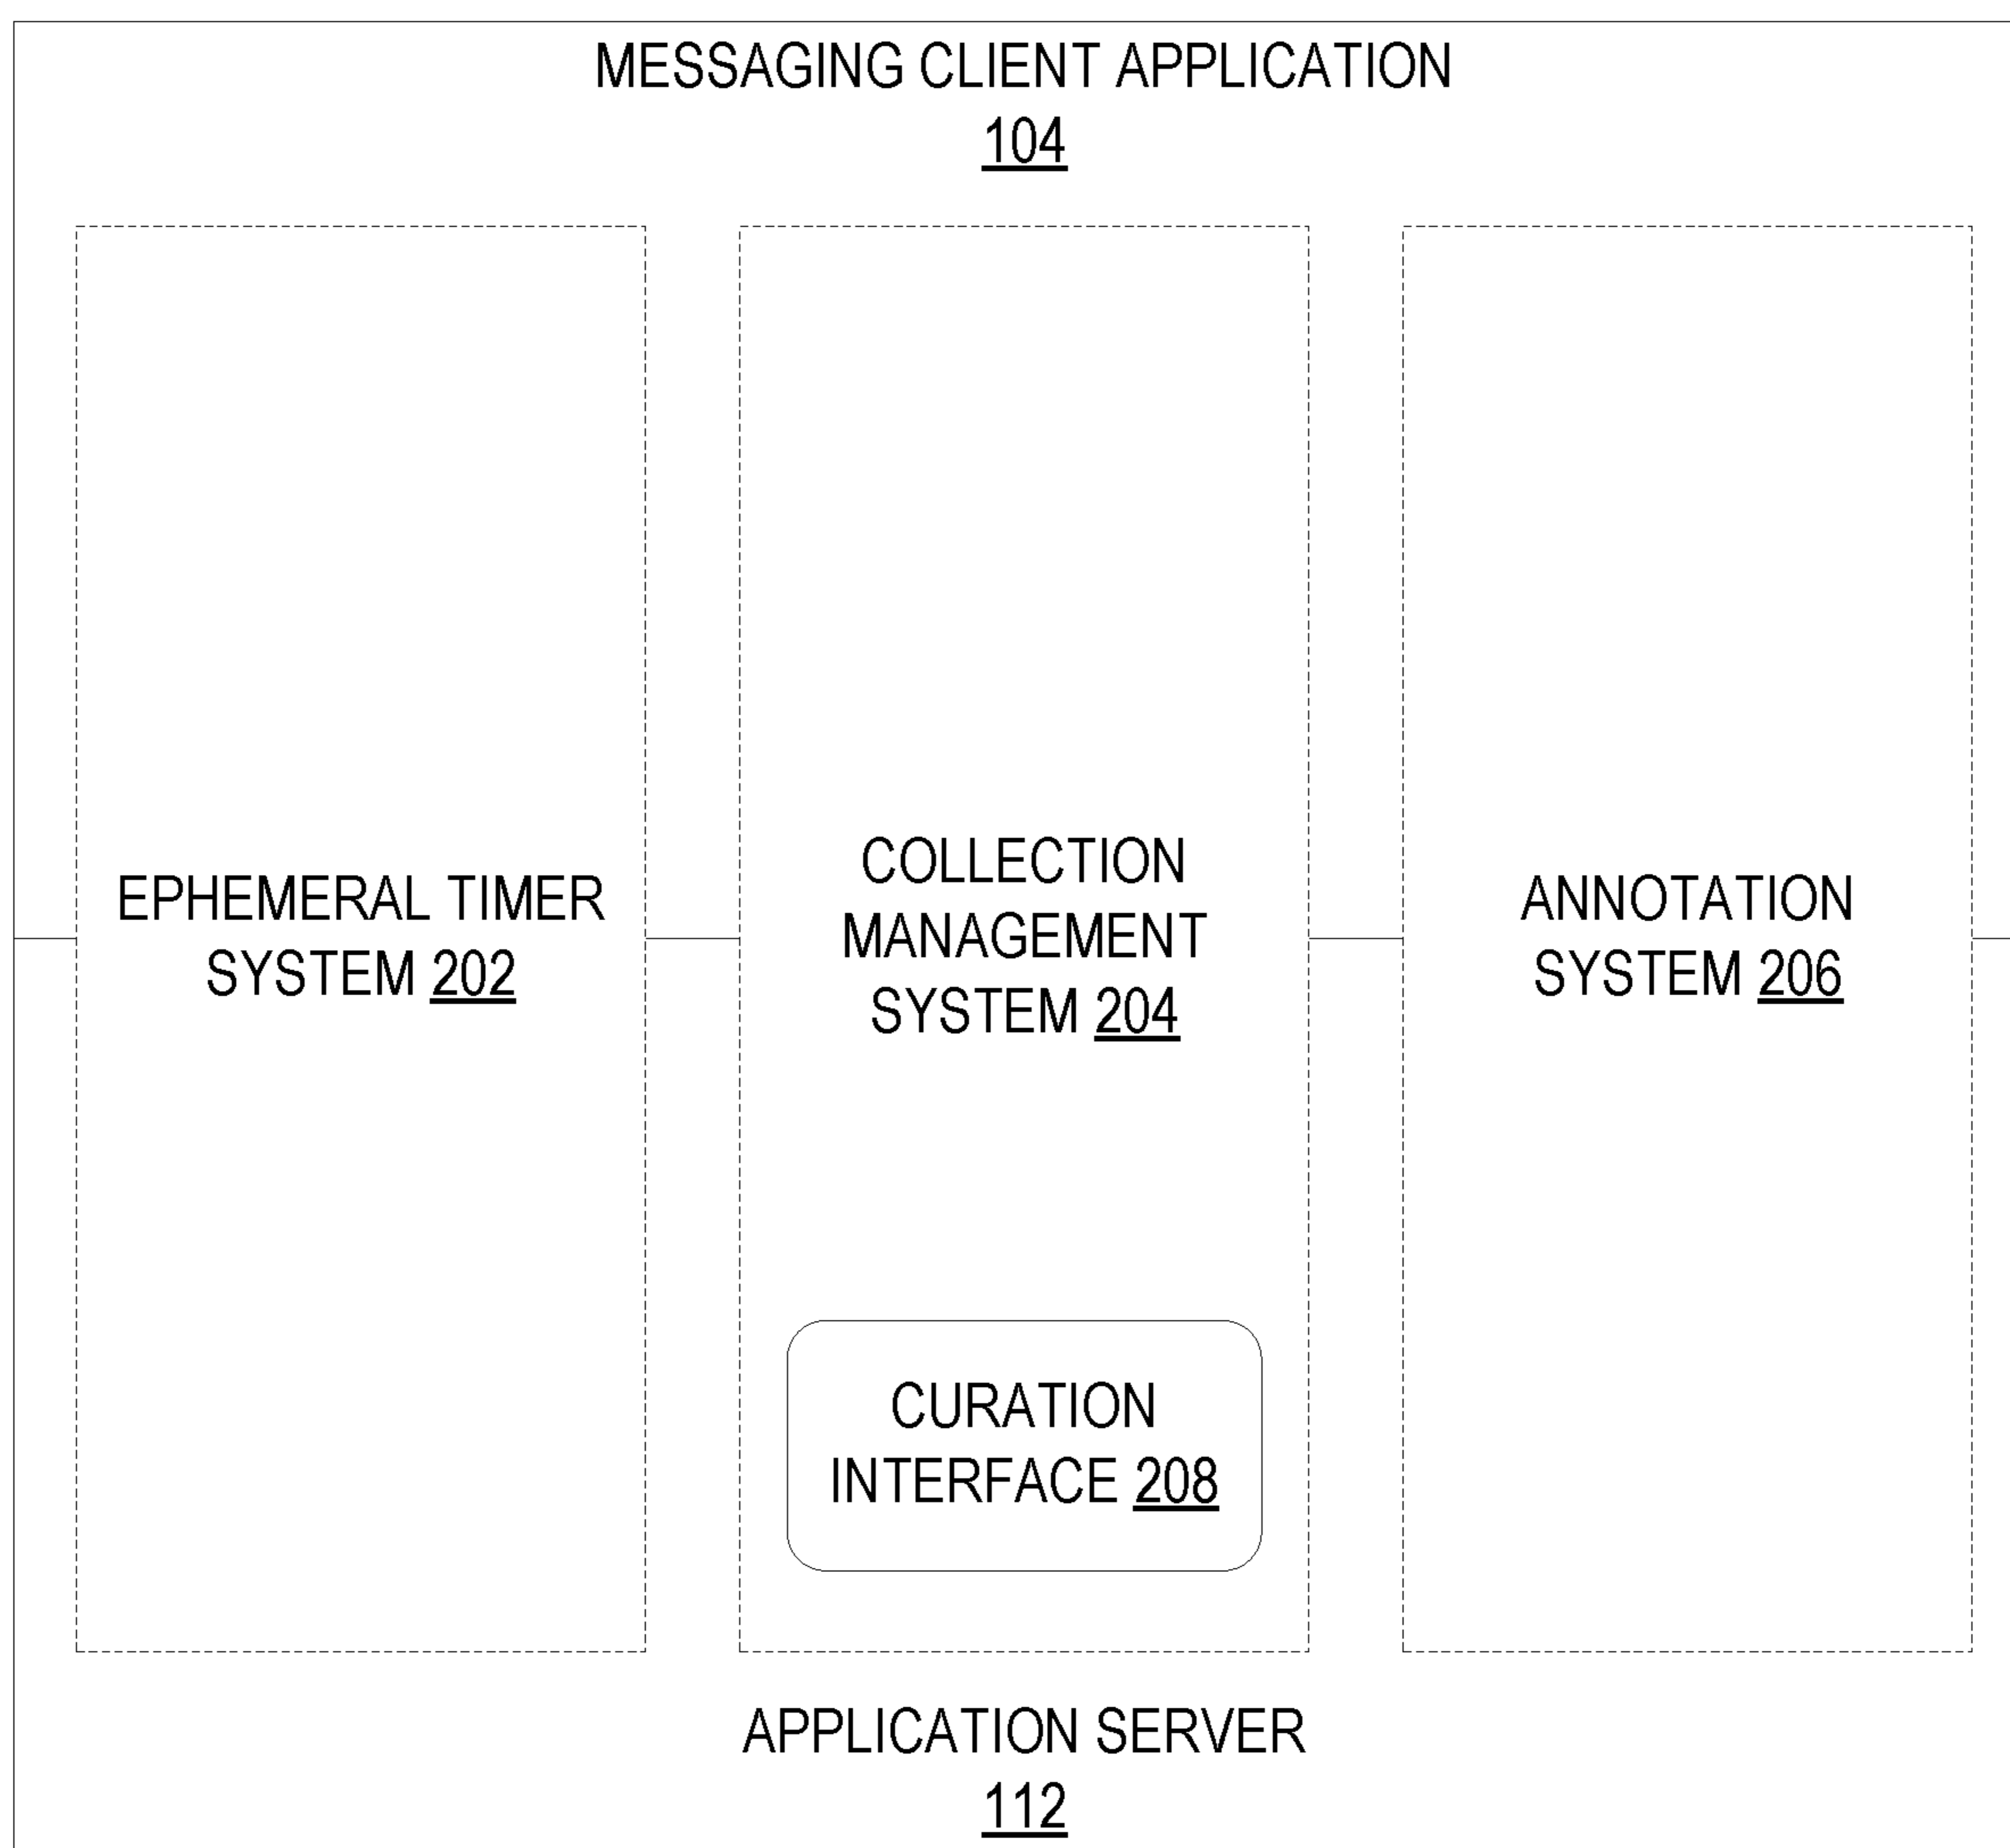 MESSAGING CLIENT APPLICATION
104
EPHEMERAL TIMER
SYSTEM 202
COLLECTION
MANAGEMENT
SYSTEM 204
ANNOTATION
SYSTEM 206
CURATION
INTERFACE 208
APPLICATION SERVER
112